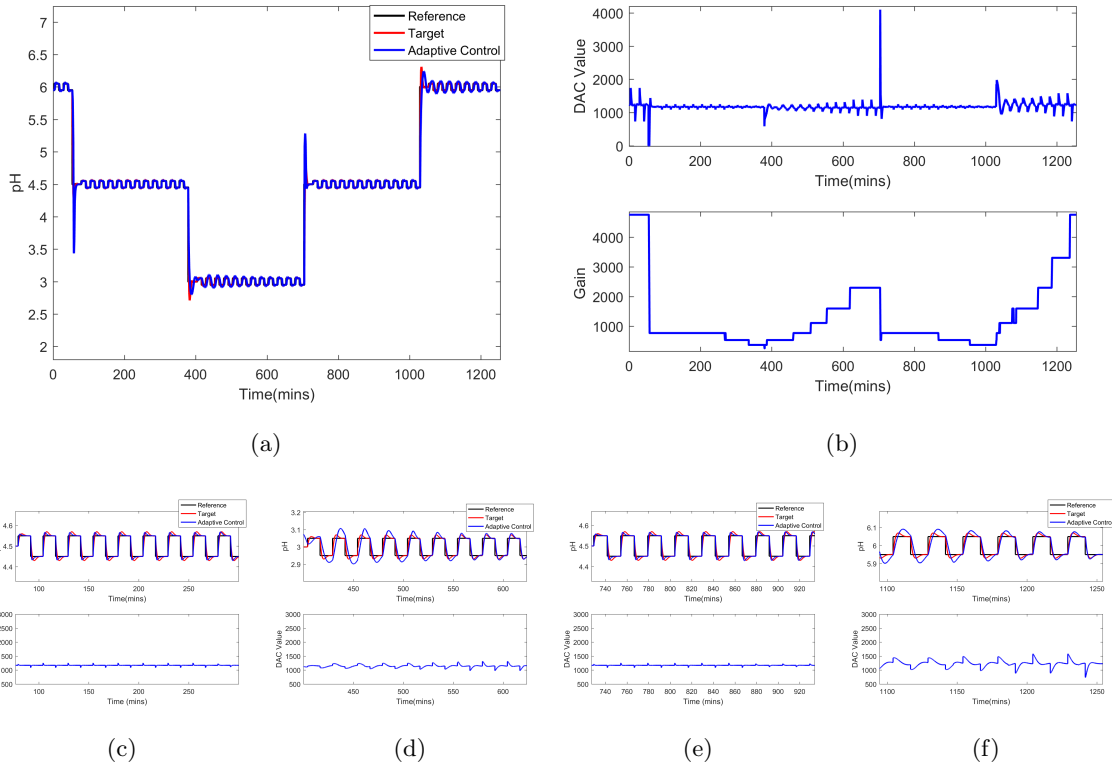 7
6.5
6
5.5
5
4.5
4
3.5
3
2.5
2
pH
0 200 400 600 800 1000 1200
Time(mins)
Reference
Target
Adaptive Control
(a)
4000
3000
2000
1000
0
DAC Value
0 200 400 600 800 1000 1200
Time(mins)
4000
3000
2000
1000
Gain
0 200 400 600 800 1000 1200
Time(mins)
(b)
Reference
Target
Adaptive Control
4.6
4.5
4.4
pH
100 150 200 250
Time(mins)
3000
2500
2000
1500
1000
500
100 150 200 250
Time (mins)
(c)
Reference
Target
Adaptive Control
3.2
3.1
3
2.9
pH
450 500 550 600
Time(mins)
3000
2500
2000
1500
1000
500
DAC Value
450 500 550 600
Time (mins)
(d)
Reference
Target
Adaptive Control
4.6
4.5
4.4
pH
740 760 780 800 820 840 860 880 900 920
Time(mins)
3000
2500
2000
1500
1000
500
DAC Value
740 760 780 800 820 840 860 880 900 920
Time (mins)
(e)
Reference
Target
Adaptive Control
6.1
6
5.9
pH
1100 1150 1200 1250
Time(mins)
3000
2500
2000
1500
1000
500
DAC Value
1100 1150 1200 1250
Time (mins)
(f)